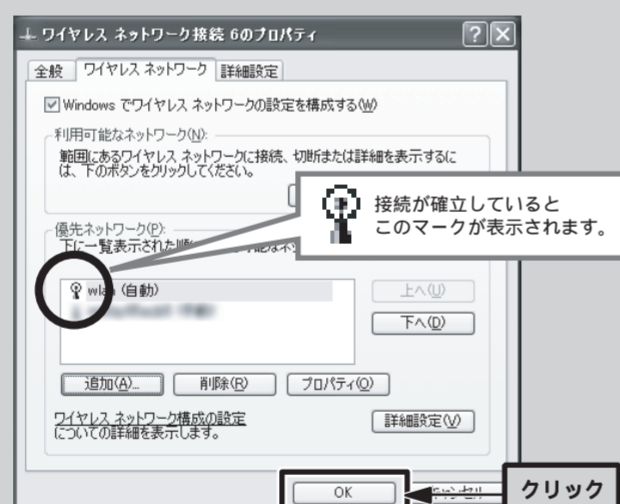 ワイヤレス ネットワーク接続 6のプロパティ
全般 ワイヤレス ネットワーク 詳細設定
Windows でワイヤレス ネットワークの設定を構成する(W)
利用可能なネットワーク(N):
範囲にあるワイヤレス ネットワークに接続、切断または詳細を表示するに
は、下のボタンをクリックしてください。
接続が確立していると
このマークが表示されます。
優先ネットワーク(P):
下に一覧表示された順
wlan (自動)
上へ(U)
下へ(D)
追加(A)... 削除(R) プロパティ(O)
ワイヤレス ネットワーク構成の設定
についての詳細を表示します。
詳細設定(V)
OK キャンセル
クリック